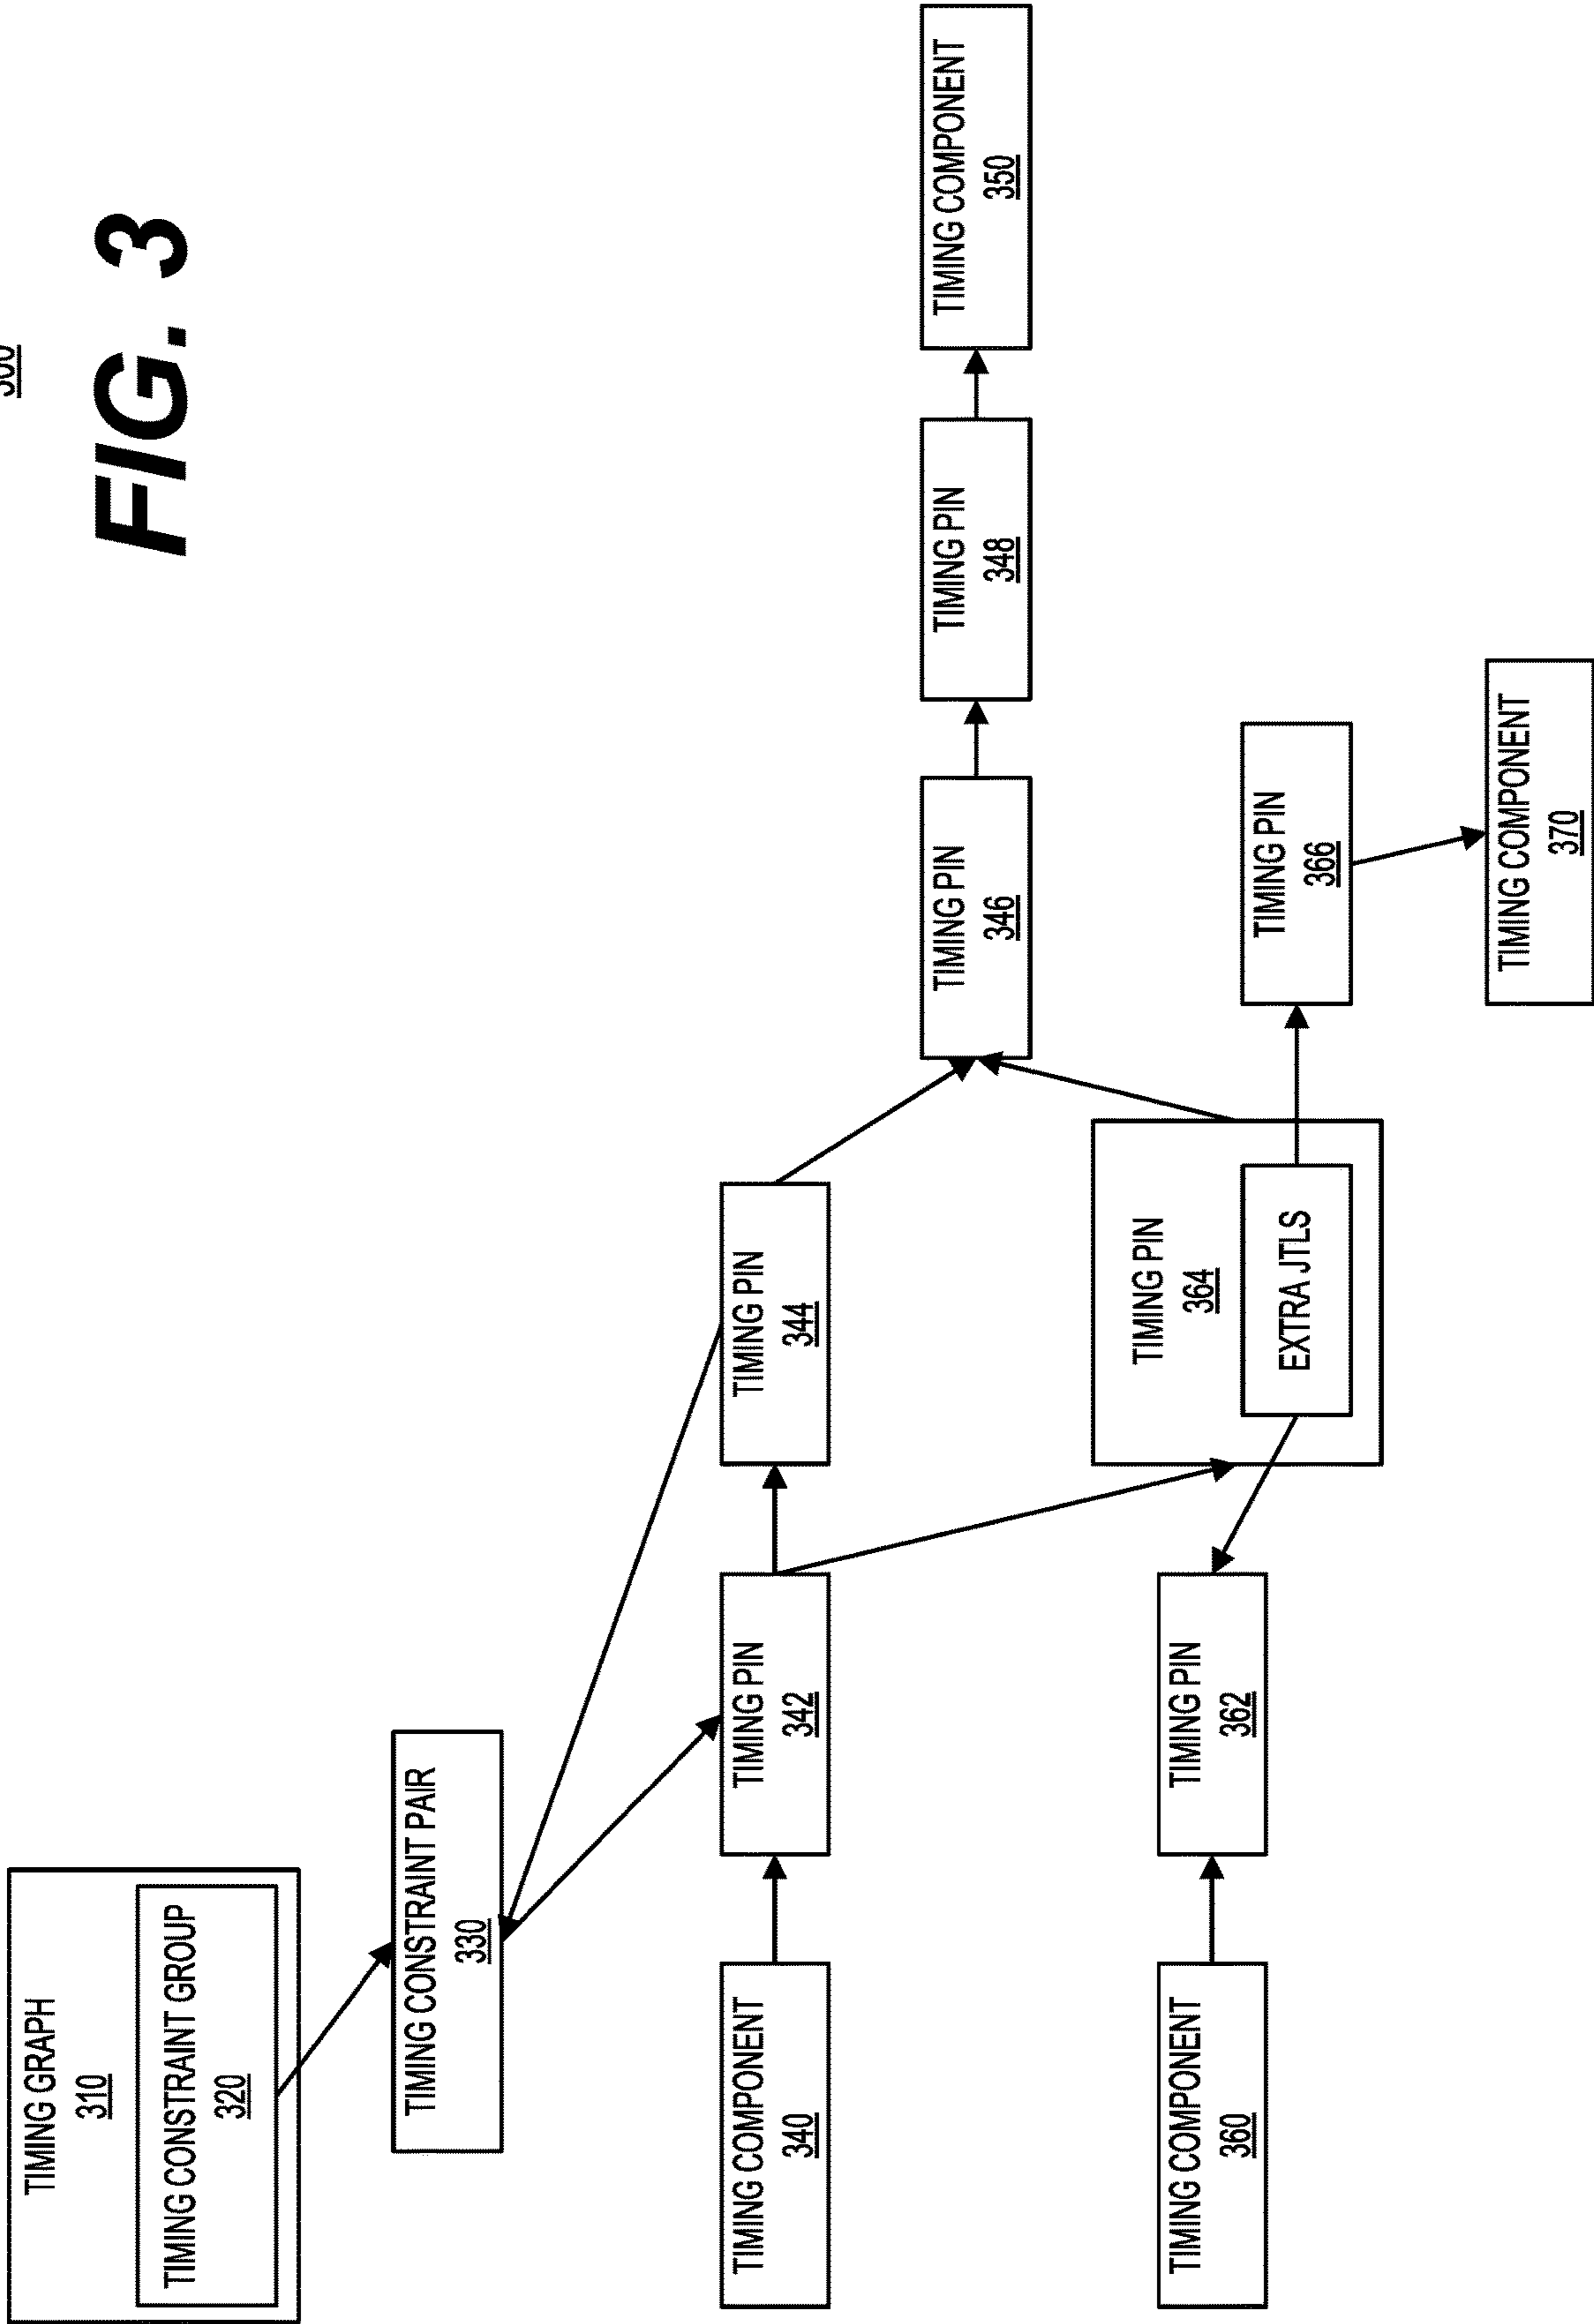 TIMING GRAPH
310
TIMING CONSTRAINT GROUP
320
TIMING CONSTRAINT PAIR
330
TIMING COMPONENT
340
TIMING PIN
342
TIMING PIN
344
TIMING PIN
346
TIMING PIN
348
TIMING COMPONENT
350
TIMING COMPONENT
360
TIMING PIN
362
TIMING PIN
364
EXTRA JTLS
TIMING PIN
366
TIMING COMPONENT
370
300
FIG. 3